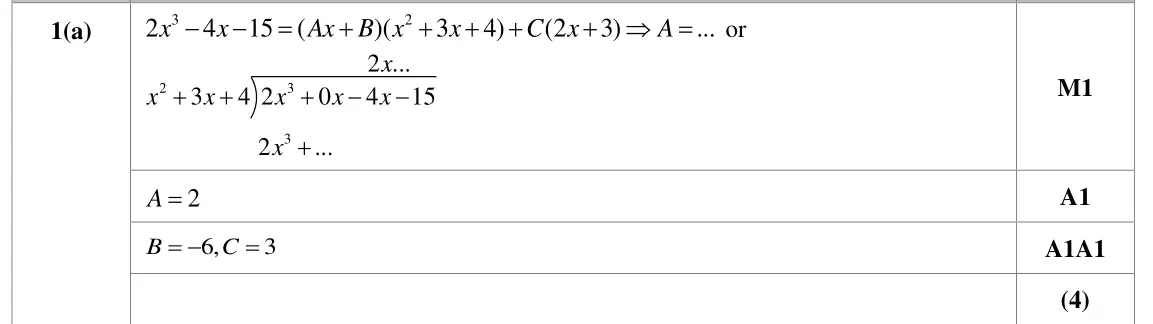 1(a)
2x³ − 4x − 15 = (Ax + B)(x² + 3x + 4) + C(2x + 3) ⇒ A = ... or
2x...
x² + 3x + 4)2x³ + 0x − 4x − 15
2x³ + ...
M1
A = 2
A1
B = −6, C = 3
A1A1
(4)